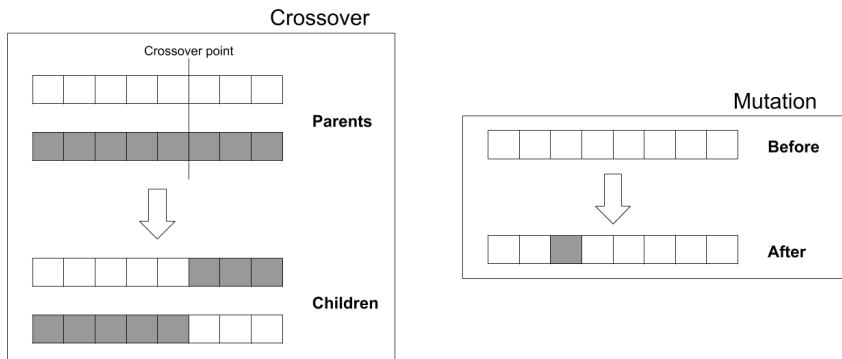 Crossover
Crossover point
Parents
Children
Mutation
Before
After